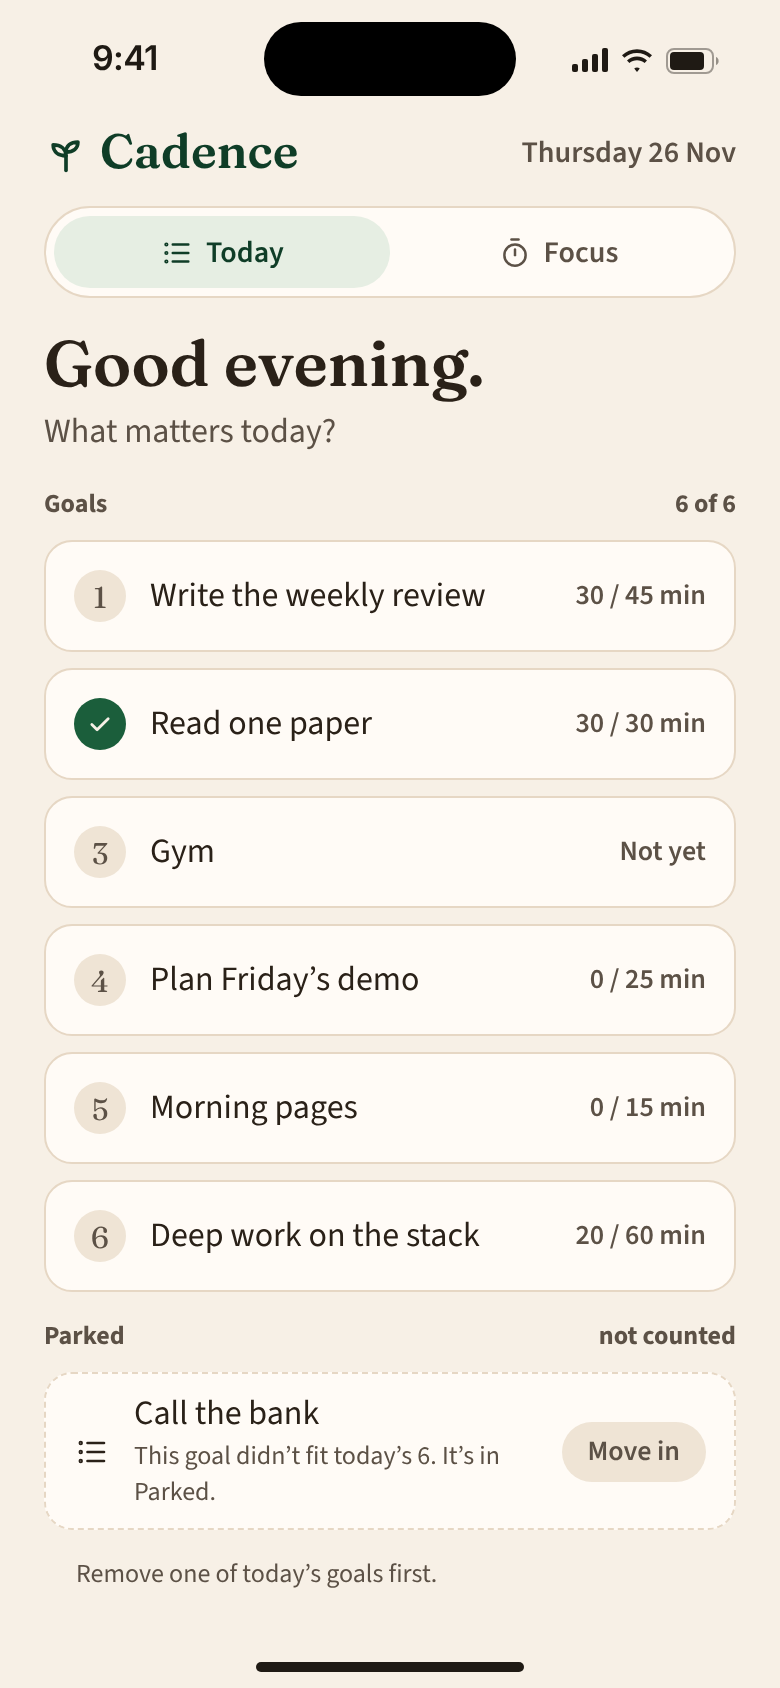 9:41
Cadence
Thursday 26 Nov
Today
Focus
Good evening.
What matters today?
Goals
6 of 6
1
Write the weekly review
30 / 45 min
Read one paper
30 / 30 min
3
Gym
Not yet
4
Plan Friday’s demo
0 / 25 min
5
Morning pages
0 / 15 min
6
Deep work on the stack
20 / 60 min
Parked
not counted
Call the bank
This goal didn’t fit today’s 6. It’s in
Parked.
Move in
Remove one of today’s goals first.